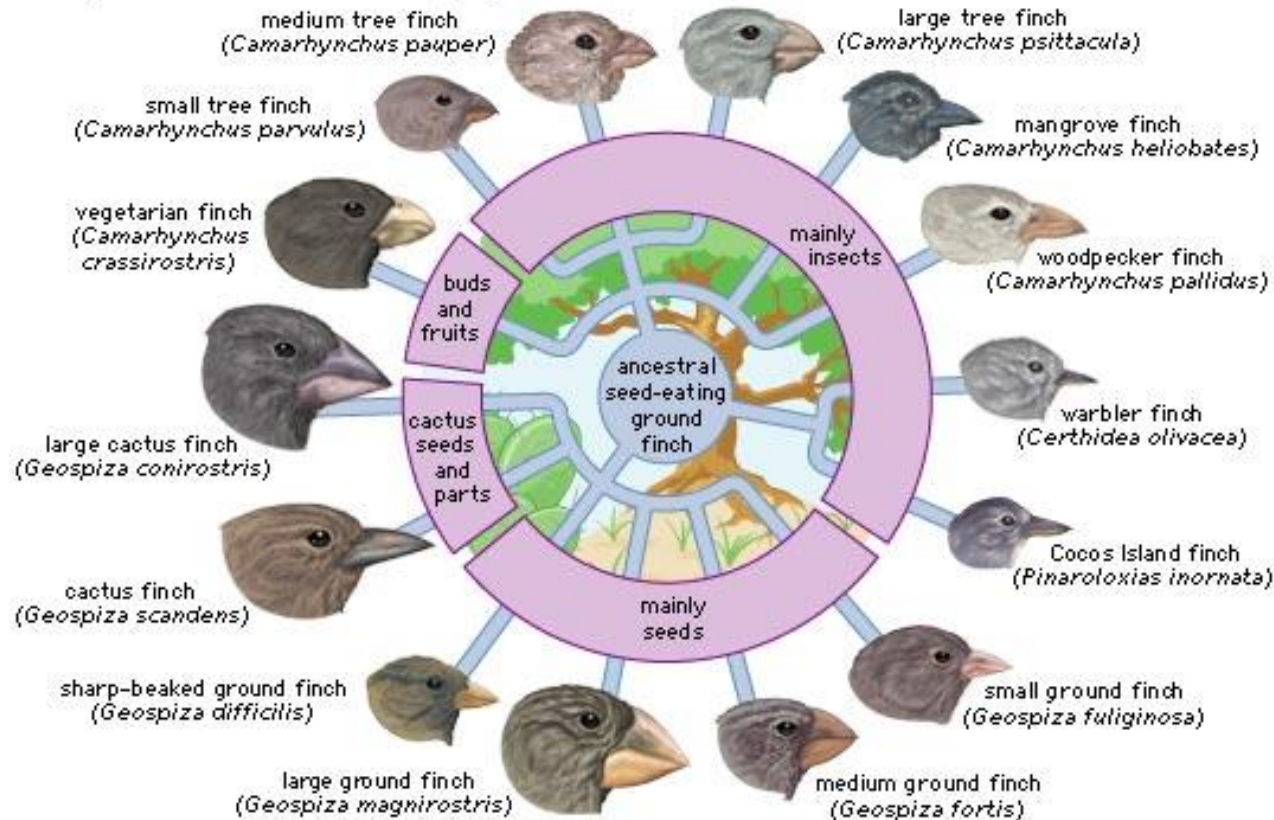 medium tree finch
(Camarhynchus pauper)
large tree finch
(Camarhynchus psittacula)
small tree finch
(Camarhynchus parvulus)
mangrove finch
(Camarhynchus heliobates)
vegetarian finch
(Camarhynchus
crassirostris)
mainly
insects
woodpecker finch
(Camarhynchus pallidus)
buds
and
fruits
ancestral
seed-eating
ground
finch
warbler finch
(Certhidea olivacea)
large cactus finch
(Geospiza conirostris)
cactus
seeds
and
parts
Cocos Island finch
(Pinaroloxias inornata)
cactus finch
(Geospiza scandens)
mainly
seeds
sharp-beaked ground finch
(Geospiza difficilis)
small ground finch
(Geospiza fuliginosa)
large ground finch
(Geospiza magnirostris)
medium ground finch
(Geospiza fortis)